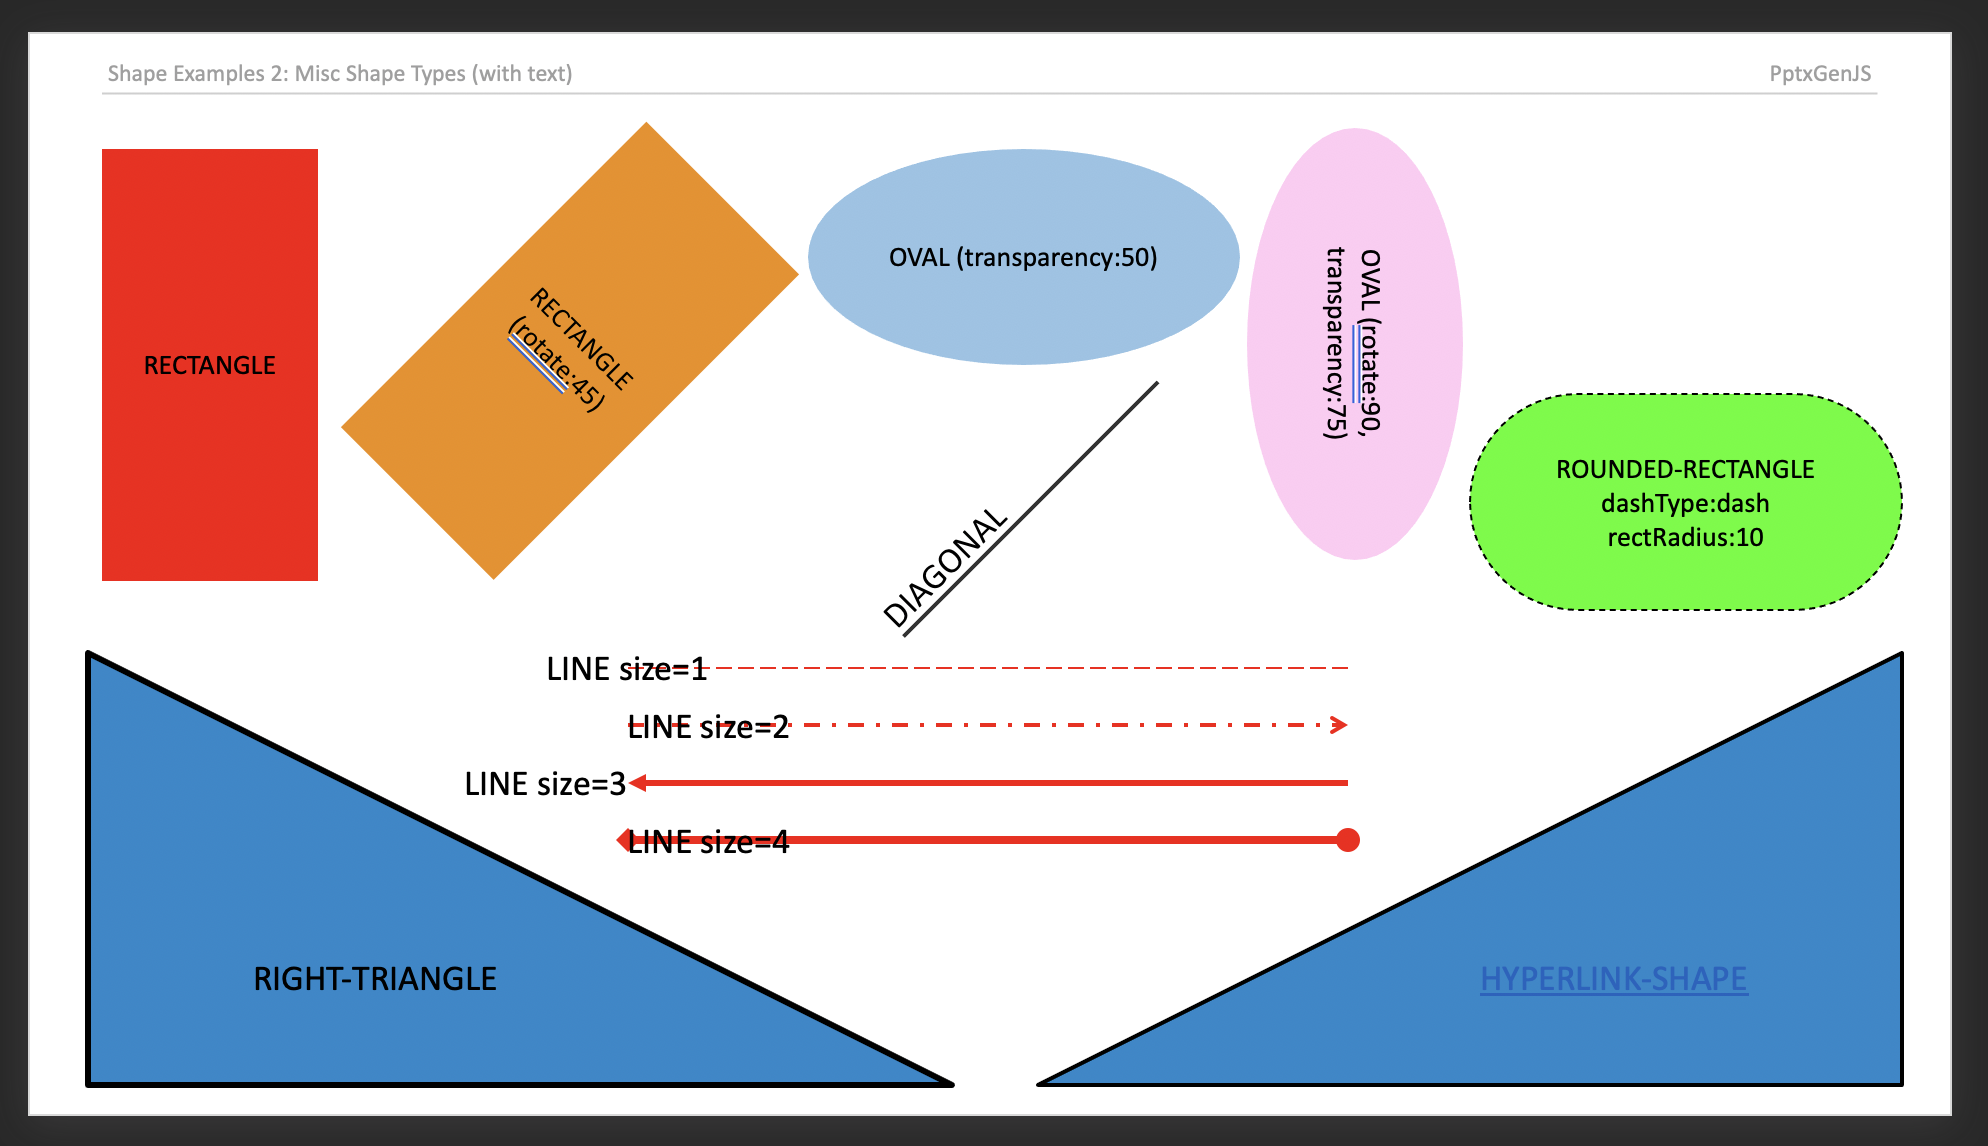 Shape Examples 2: Misc Shape Types (with text)
PptxGenJS
RECTANGLE
RECTANGLE
(rotate:45)
OVAL (transparency:50)
OVAL (rotate:90,
transparency:75)
ROUNDED-RECTANGLE
dashType:dash
rectRadius:10
DIAGONAL
LINE size=1
LINE size=2
LINE size=3
LINE size=4
RIGHT-TRIANGLE
HYPERLINK-SHAPE